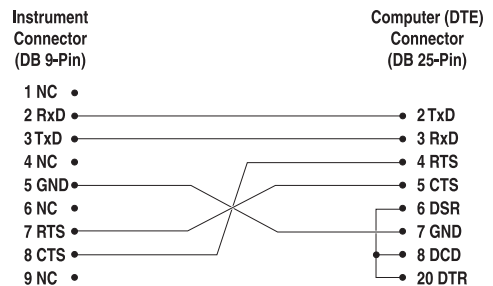 Instrument
Connector
(DB 9-Pin)
Computer (DTE)
Connector
(DB 25-Pin)
1 NC
2 RxD
2 TxD
3 TxD
3 RxD
4 NC
4 RTS
5 GND
5 CTS
6 NC
6 DSR
7 RTS
7 GND
8 CTS
8 DCD
9 NC
20 DTR